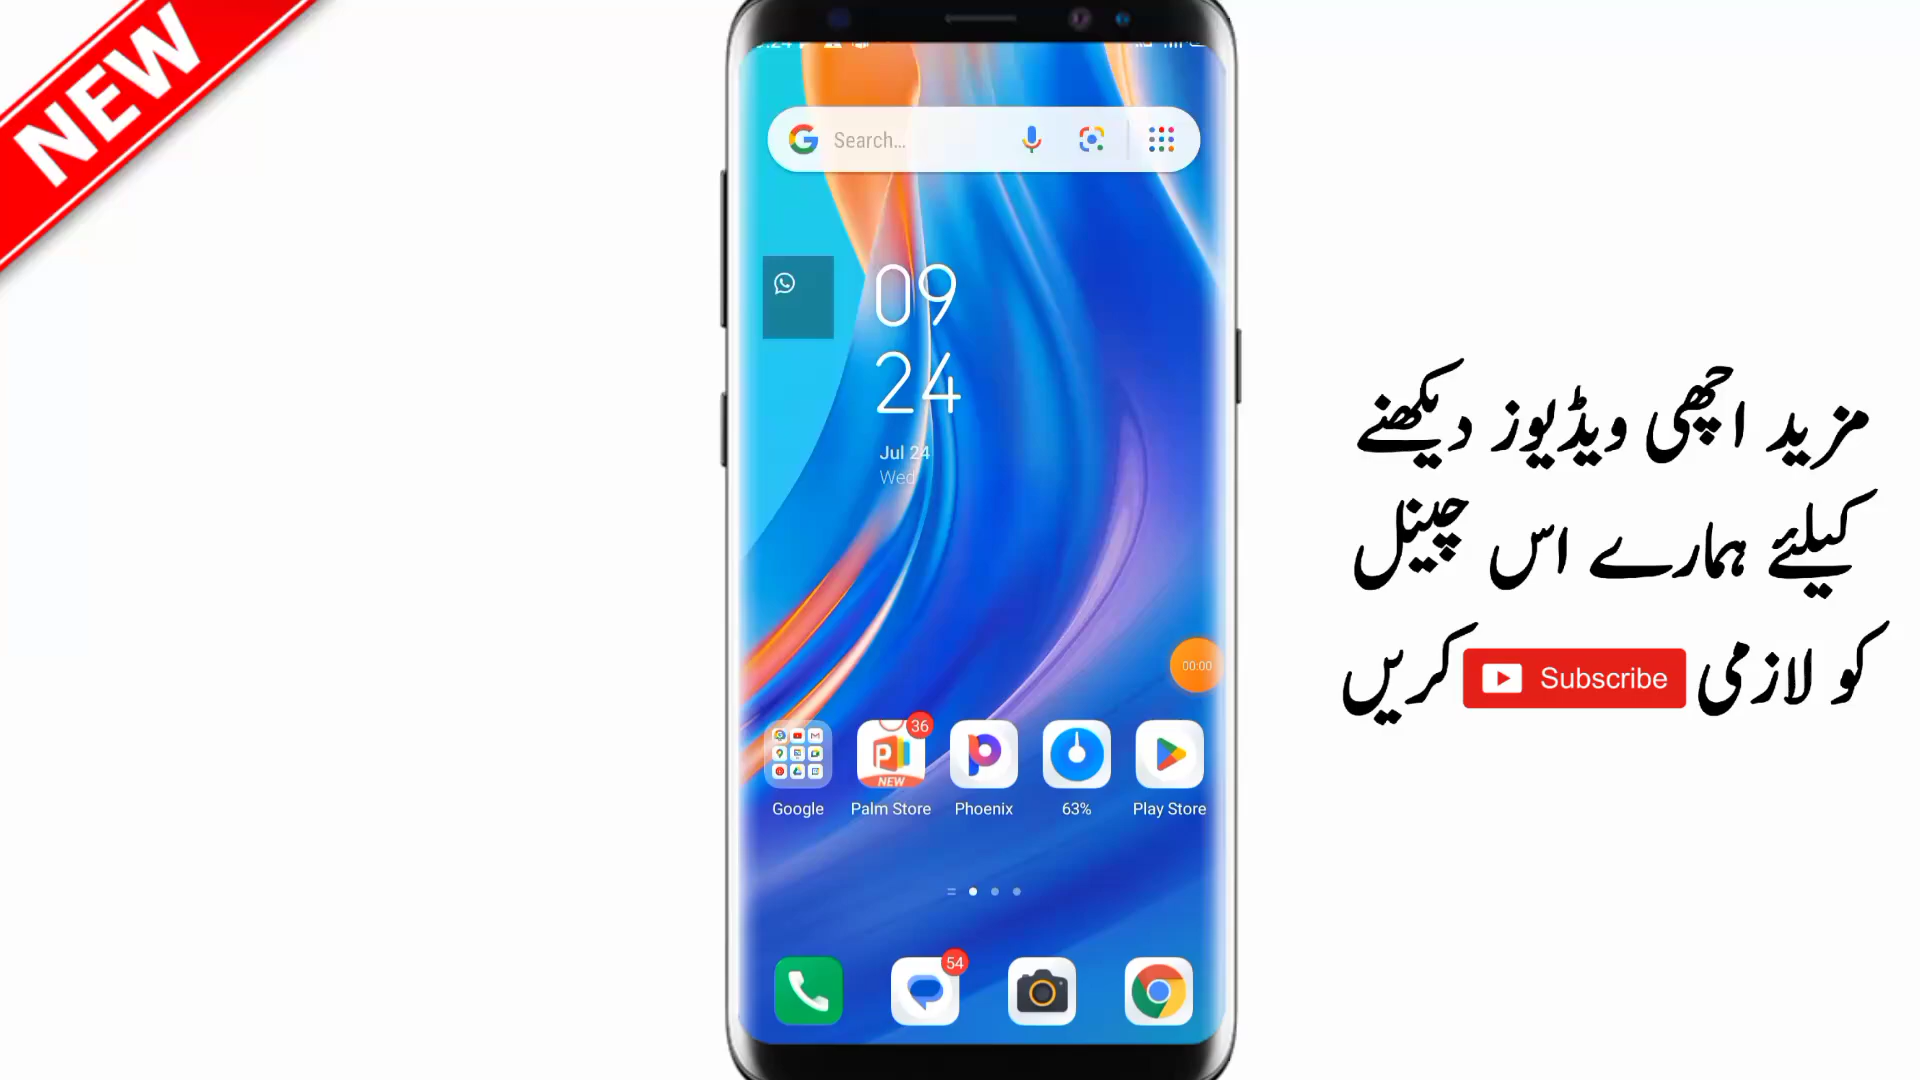 NEW
Search...
09
24
Jul 24
Wed
00:00
36
NEW
Google
Palm Store
Phoenix
63%
Play Store
54
مزید اچھی ویڈیوز دیکھنے
کیلئے ہمارے اس چینل
کو لازمی Subscribe کریں